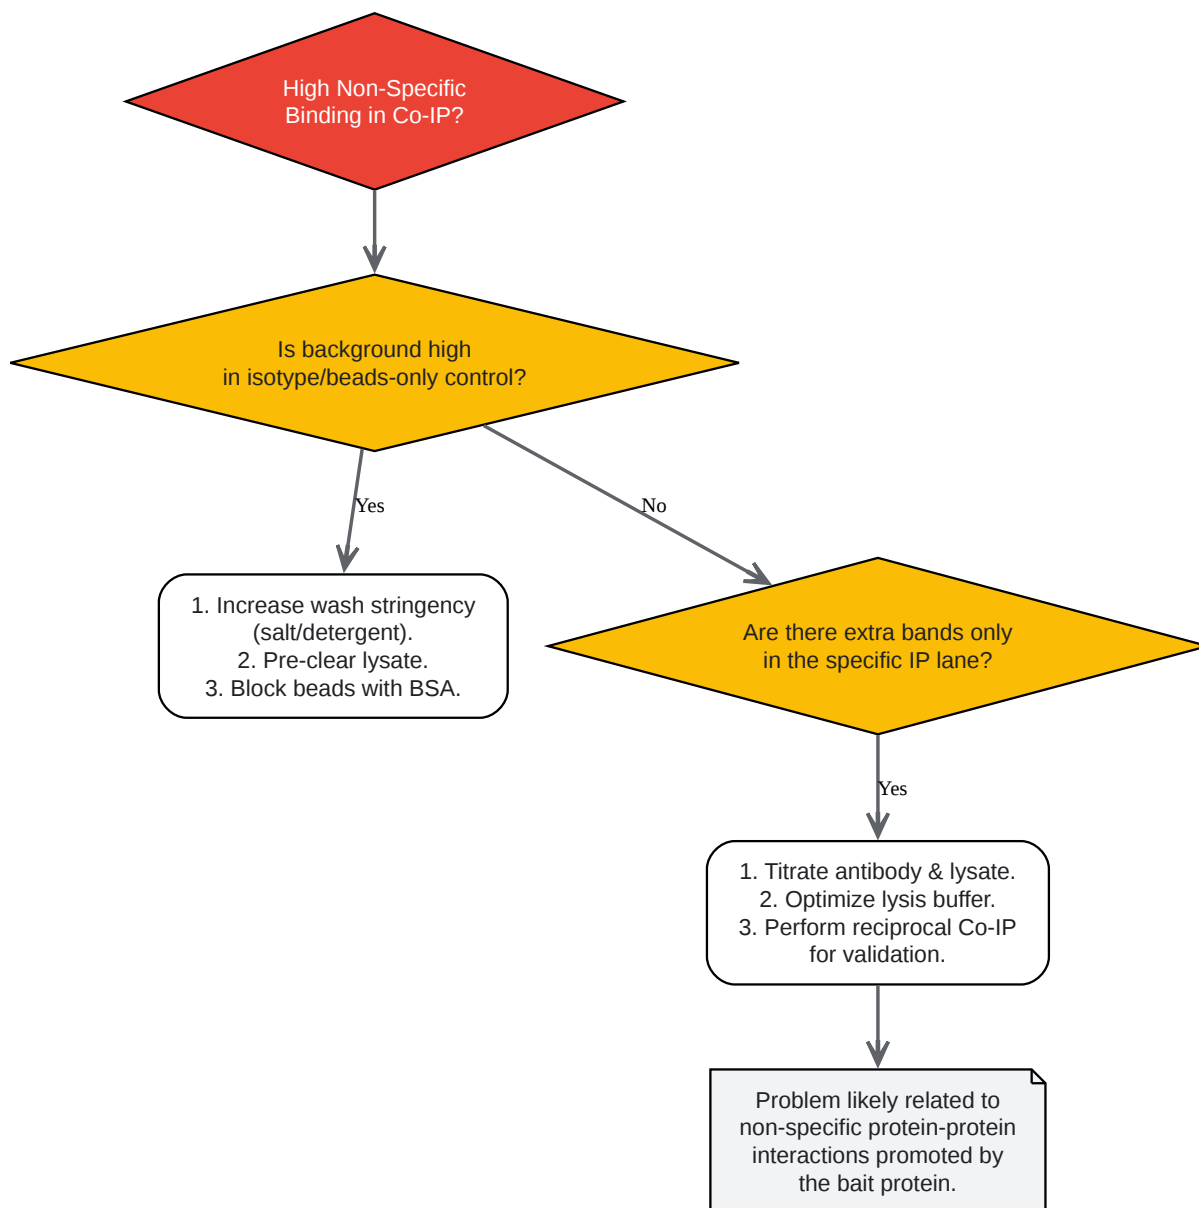 High Non-Specific
Binding in Co-IP?
Is background high
in isotype/beads-only control?
Yes
No
1. Increase wash stringency
(salt/detergent).
2. Pre-clear lysate.
3. Block beads with BSA.
Are there extra bands only
in the specific IP lane?
Yes
1. Titrate antibody & lysate.
2. Optimize lysis buffer.
3. Perform reciprocal Co-IP
for validation.
Problem likely related to
non-specific protein-protein
interactions promoted by
the bait protein.